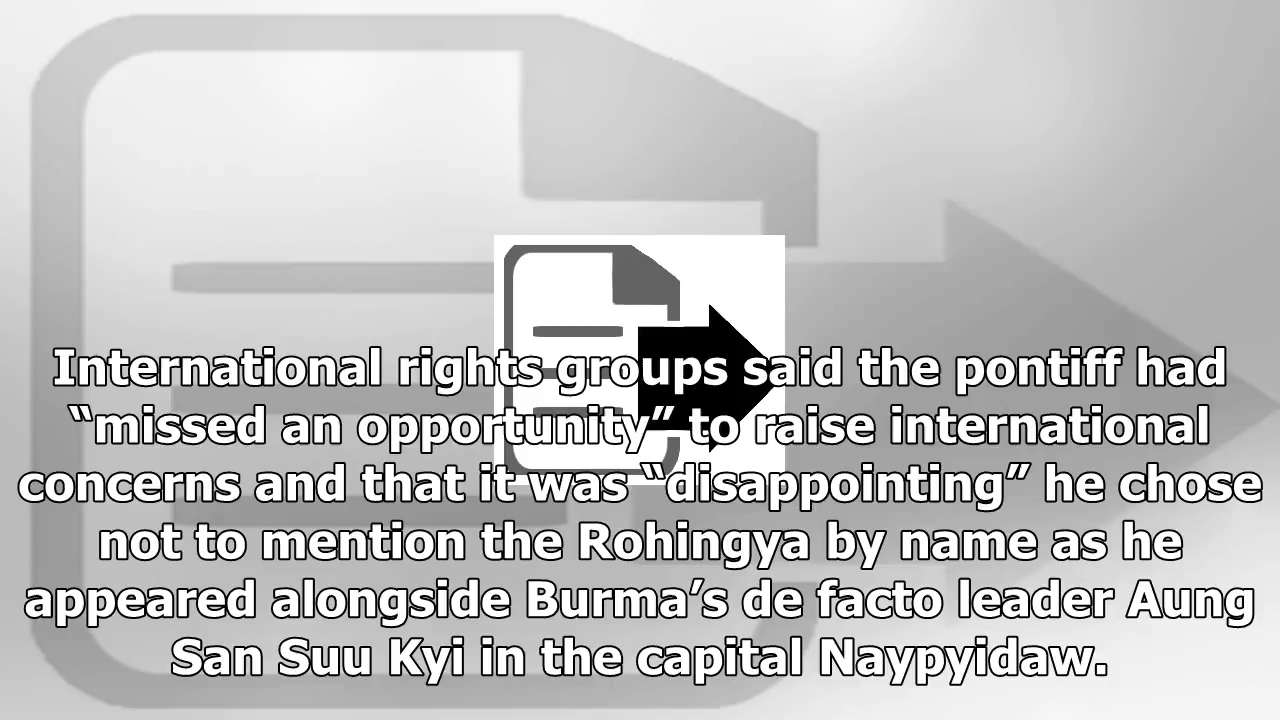 International rights groups said the pontiff had
“missed an opportunity” to raise international
concerns and that it was “disappointing” he chose
not to mention the Rohingya by name as he
appeared alongside Burma’s de facto leader Aung
San Suu Kyi in the capital Naypyidaw.